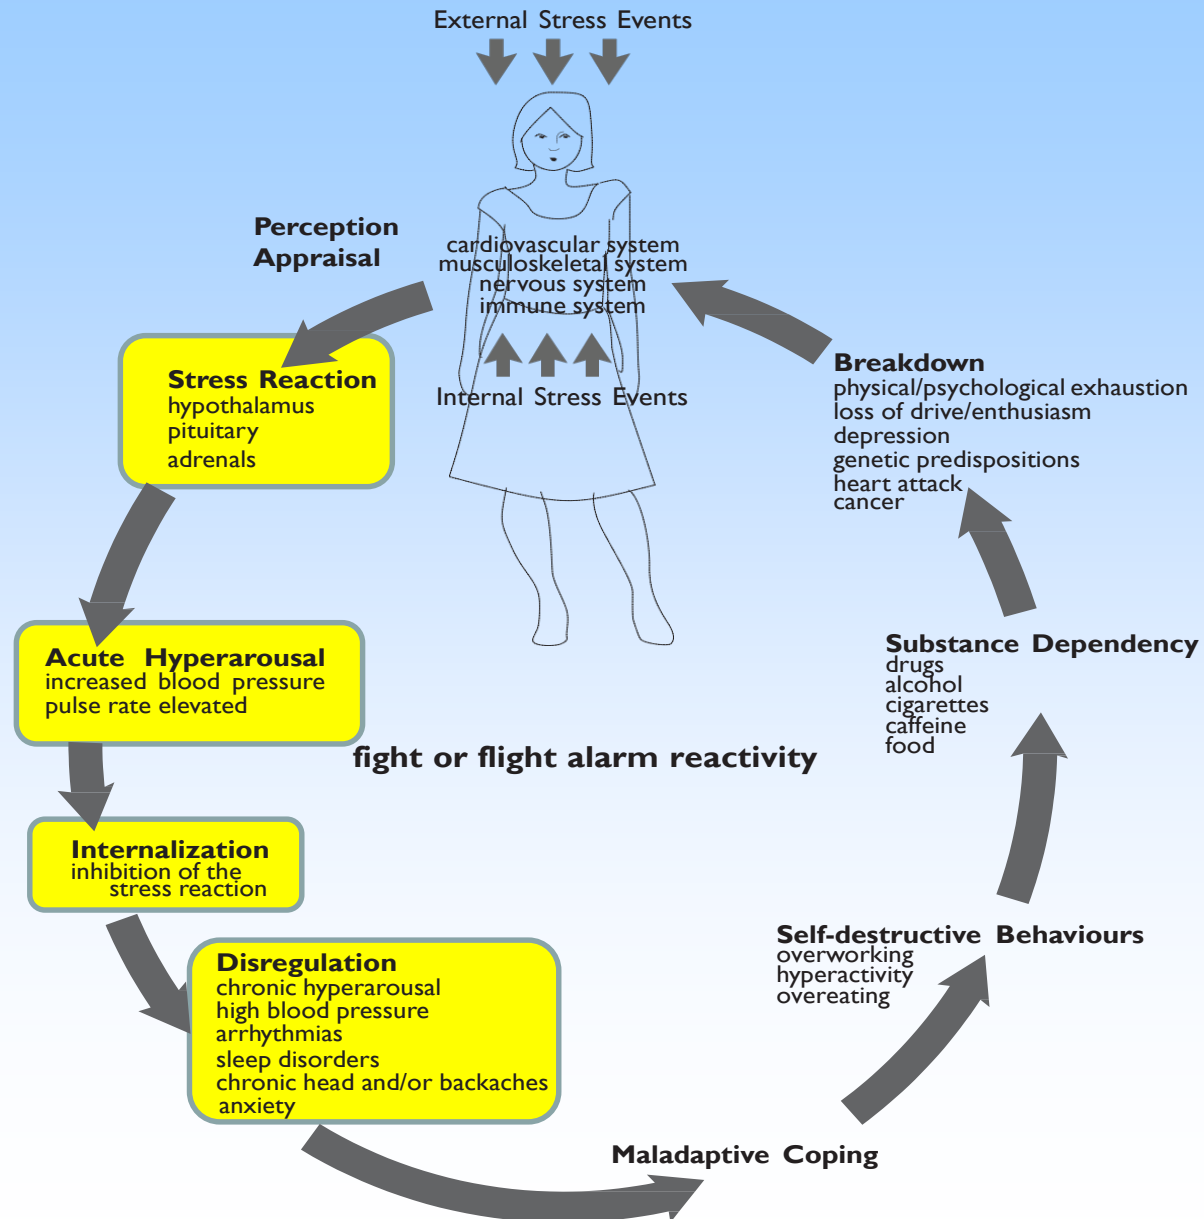 External Stress Events
Perception
Appraisal
cardiovascular system
musculoskeletal system
nervous system
immune system
Internal Stress Events
Stress Reaction
hypothalamus
pituitary
adrenals
Acute Hyperarousal
increased blood pressure
pulse rate elevated
fight or flight alarm reactivity
Internalization
inhibition of the
stress reaction
Disregulation
chronic hyperarousal
high blood pressure
arrhythmias
sleep disorders
chronic head and/or backaches
anxiety
Maladaptive Coping
Self-destructive Behaviours
overworking
hyperactivity
overeating
Substance Dependency
drugs
alcohol
cigarettes
caffeine
food
Breakdown
physical/psychological exhaustion
loss of drive/enthusiasm
depression
genetic predispositions
heart attack
cancer